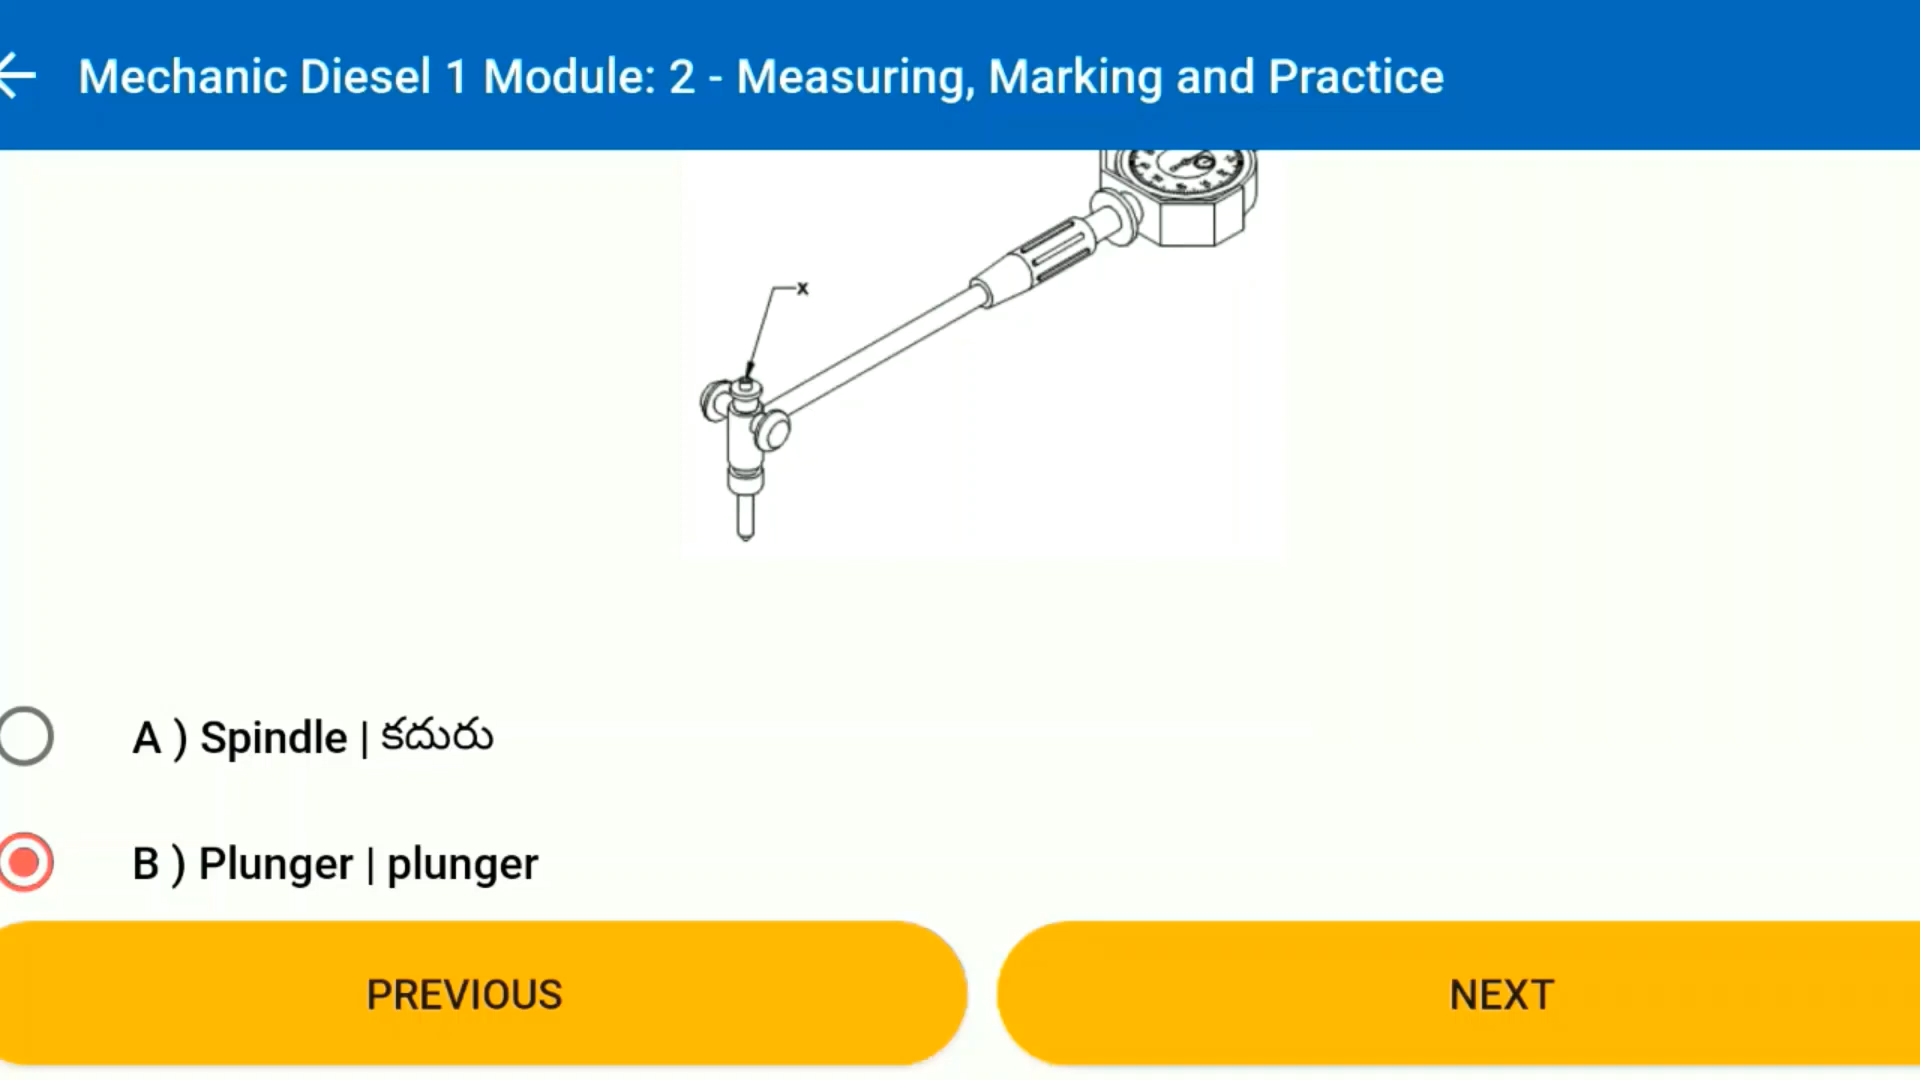 Mechanic Diesel 1 Module: 2 - Measuring, Marking and Practice
x
A ) Spindle | కదురు
B ) Plunger | plunger
PREVIOUS
NEXT